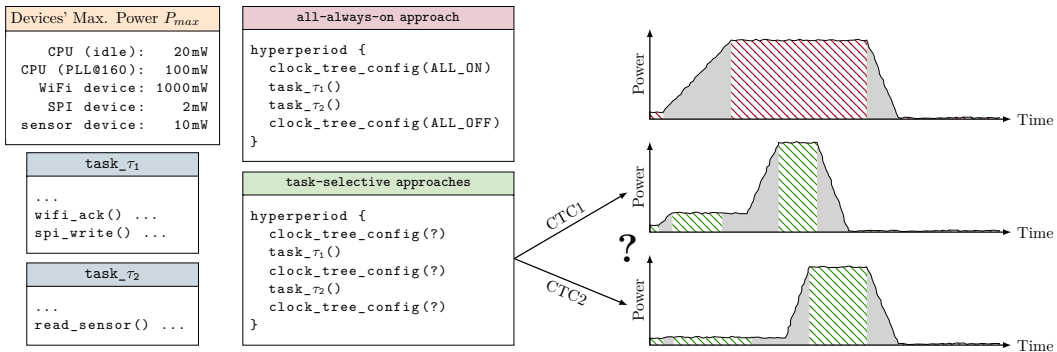 Devices' Max. Power Pmax
CPU (idle): 20mW
CPU (PLL@160): 100mW
WiFi device: 1000mW
SPI device: 2mW
sensor device: 10mW
task_τ1
...
wifi_ack() ...
spi_write() ...
task_τ2
...
read_sensor() ...
all-always-on approach
hyperperiod {
clock_tree_config(ALL_ON)
task_τ1()
task_τ2()
clock_tree_config(ALL_OFF)
}
task-selective approaches
hyperperiod {
clock_tree_config(?)
task_τ1()
clock_tree_config(?)
task_τ2()
clock_tree_config(?)
}
CTC1
?
CTC2
Power
Time
Power
Time
Power
Time